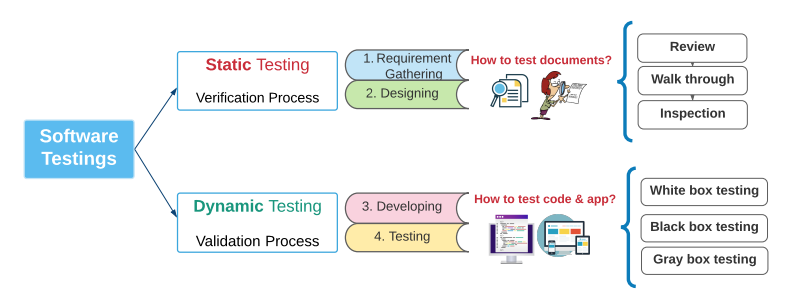 Software
Testings
Static Testing
Verification Process
1. Requirement
Gathering
2. Designing
How to test documents?
Review
Walk through
Inspection
Dynamic Testing
Validation Process
3. Developing
4. Testing
How to test code & app?
White box testing
Black box testing
Gray box testing